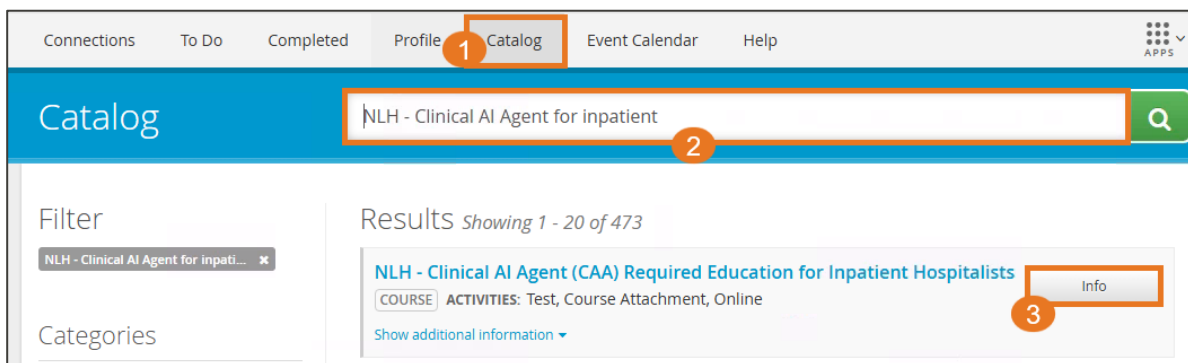 Connections To Do Completed Profile 1 Catalog Event Calendar Help APPS
Catalog NLH - Clinical AI Agent for inpatient
2
Filter
NLH - Clinical AI Agent for inpati... ×
Categories
Results Showing 1 - 20 of 473
NLH - Clinical AI Agent (CAA) Required Education for Inpatient Hospitalists
COURSE ACTIVITIES: Test, Course Attachment, Online
Show additional information
Info
3